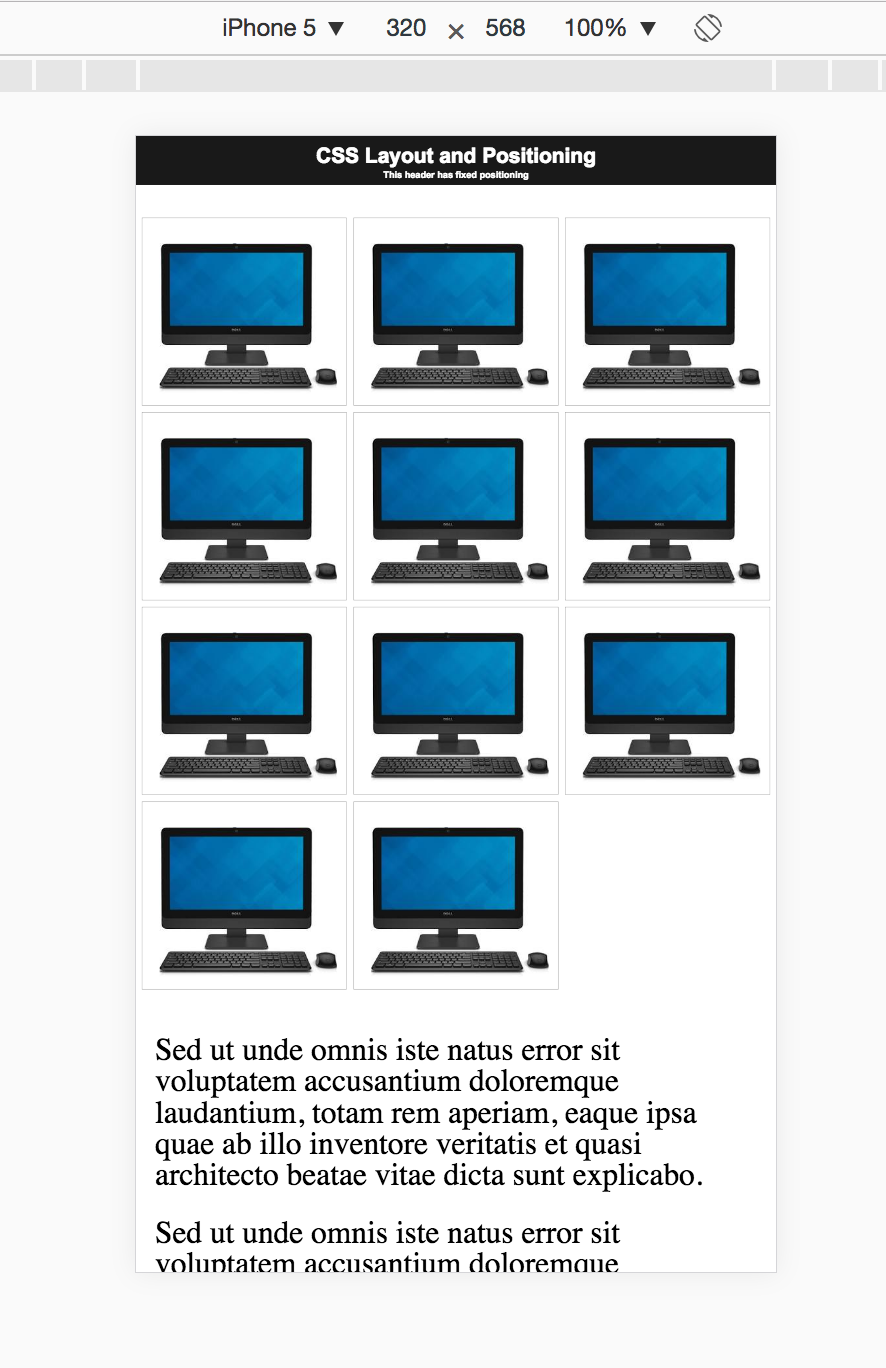 iPhone 5 ▼ 320 × 568 100% ▼
CSS Layout and Positioning
This header has fixed positioning
Sed ut unde omnis iste natus error sit
voluptatem accusantium doloremque
laudantium, totam rem aperiam, eaque ipsa
quae ab illo inventore veritatis et quasi
architecto beatae vitae dicta sunt explicabo.
Sed ut unde omnis iste natus error sit
voluptatem accusantium doloremque